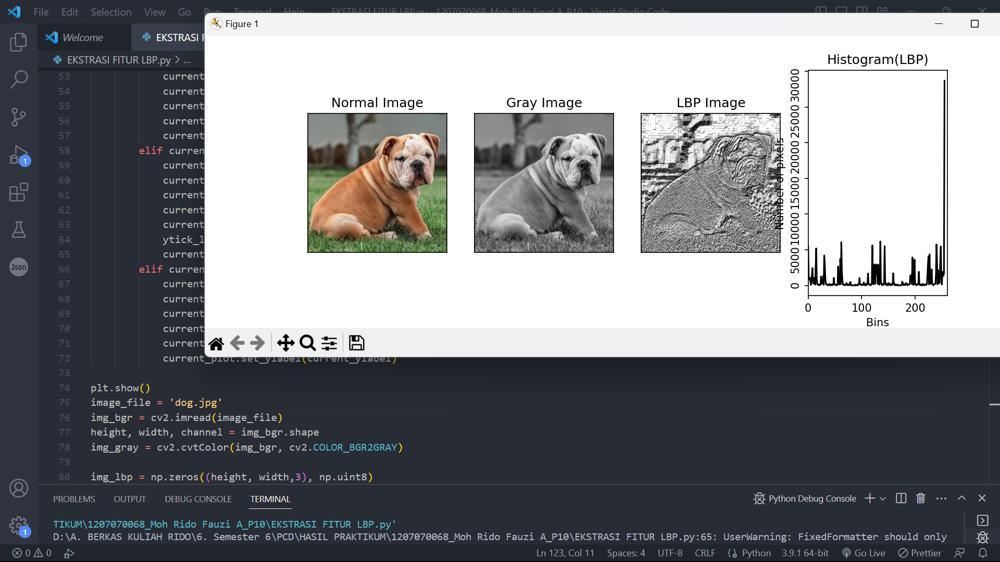 File Edit Selection View Go Run Terminal Help EKSTRASI FITUR LBP.py - 1207070068_Moh Rido Fauzi A_P10 - Visual Studio Code
Figure 1
Welcome
EKSTRASI F
EKSTRASI FITUR LBP.py > ...
Normal Image
Gray Image
LBP Image
Histogram(LBP)
Number of pixels
0 5000 10000 15000 20000 25000 30000
0 100 200
Bins
53 current
54 current
55 current
56 current
57 current
58 elif curren
59 current
60 current
61 current
62 current
63 current
64 ytick_l
65 current
66 elif curren
67 current
68 current
69 current
70 current
71 current
72 current_plot.set_ylabel(current_ylabel)
73
74 plt.show()
75 image_file = 'dog.jpg'
76 img_bgr = cv2.imread(image_file)
77 height, width, channel = img_bgr.shape
78 img_gray = cv2.cvtColor(img_bgr, cv2.COLOR_BGR2GRAY)
79
80 img_lbp = np.zeros((height, width,3), np.uint8)
1
Json
1
PROBLEMS OUTPUT DEBUG CONSOLE TERMINAL
Python Debug Console
TIKUM\1207070068_Moh Rido Fauzi A_P10\EKSTRASI FITUR LBP.py'
D:\A. BERKAS KULIAH RIDO\6. Semester 6\PCD\HASIL PRAKTIKUM\1207070068_Moh Rido Fauzi A_P10\EKSTRASI FITUR LBP.py:65: UserWarning: FixedFormatter should only
0 0
Ln 123, Col 11 Spaces: 4 UTF-8 CRLF Python 3.9.1 64-bit Go Live Prettier